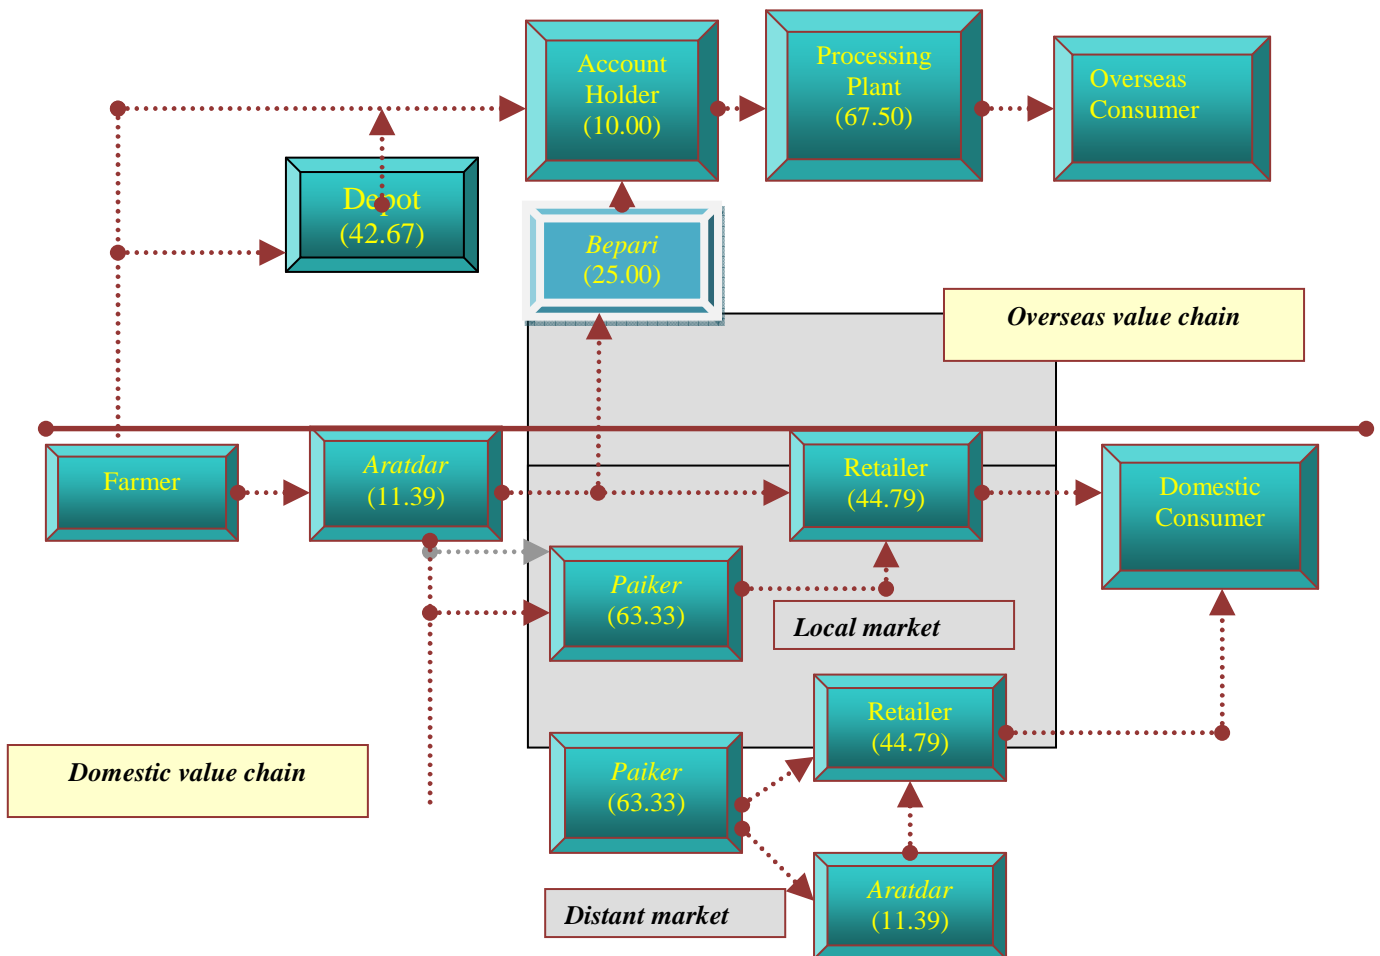 Account
Holder
(10.00)
Processing
Plant
(67.50)
Overseas
Consumer
Depot
(42.67)
Bepari
(25.00)
Overseas value chain
Farmer
Aratdar
(11.39)
Retailer
(44.79)
Domestic
Consumer
Paiker
(63.33)
Local market
Retailer
(44.79)
Domestic value chain
Paiker
(63.33)
Distant market
Aratdar
(11.39)